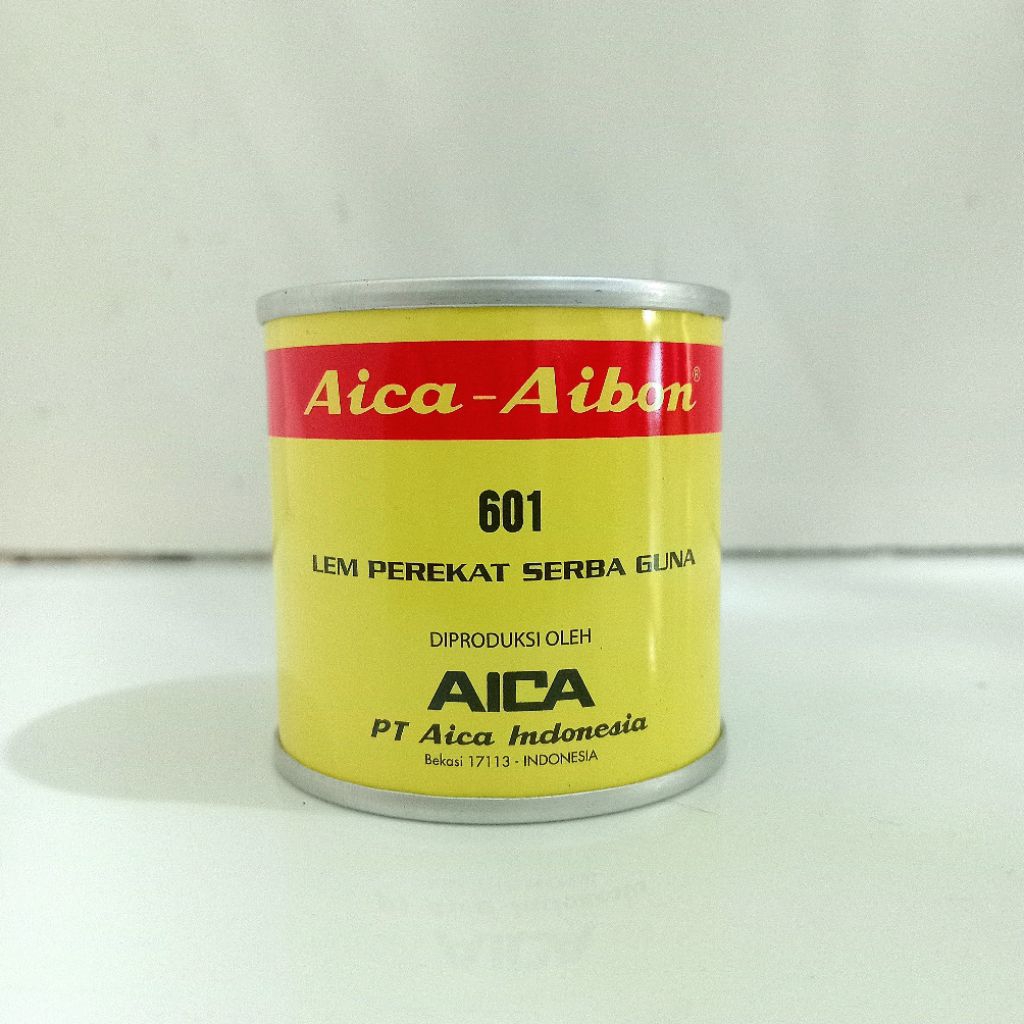 Aica-Aibon®
601
LEM PEREKAT SERBA GUNA
DIPRODUKSI OLEH
AICA
PT Aica Indonesia
Bekasi 17113 - INDONESIA